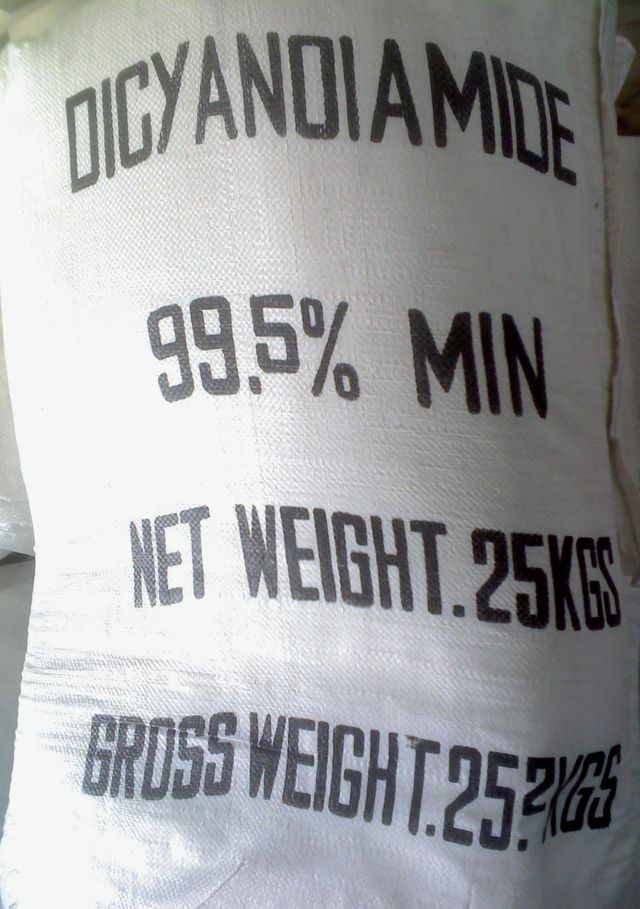 DICYANDIAMIDE
99.5% MIN
NET WEIGHT.25KGS
GROSS WEIGHT.25.2KGS